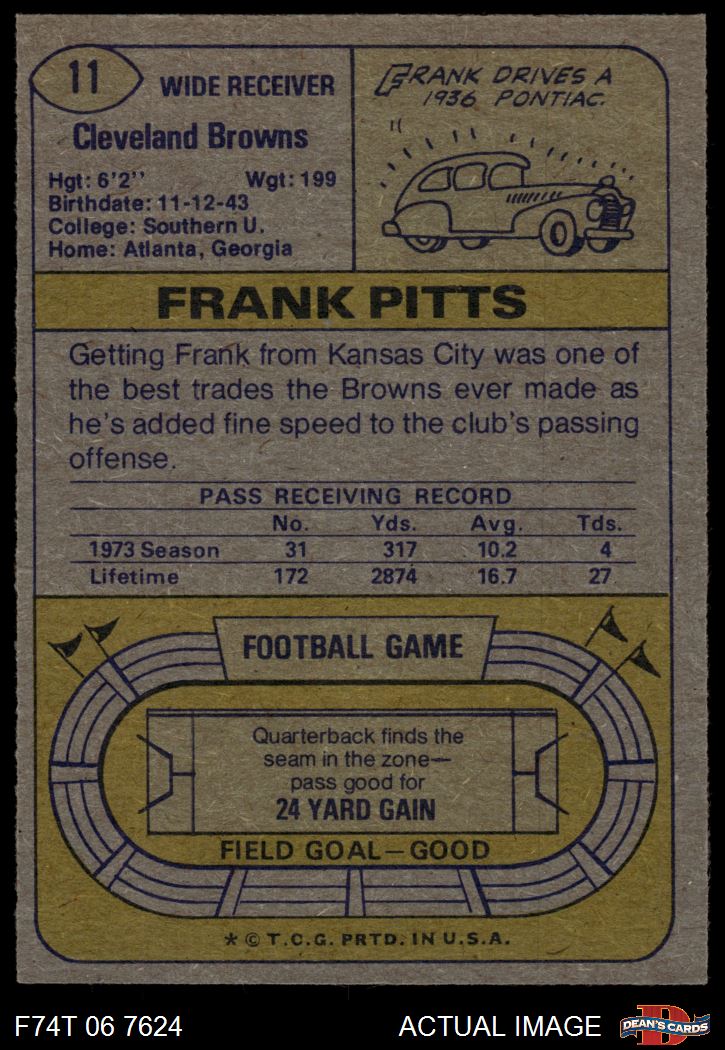 11
WIDE RECEIVER
Cleveland Browns
Hgt: 6'2'' Wgt: 199
Birthdate: 11-12-43
College: Southern U.
Home: Atlanta, Georgia
FRANK DRIVES A
1936 PONTIAC.
FRANK PITTS
Getting Frank from Kansas City was one of
the best trades the Browns ever made as
he's added fine speed to the club's passing
offense.
PASS RECEIVING RECORD
No. Yds. Avg. Tds.
1973 Season 31 317 10.2 4
Lifetime 172 2874 16.7 27
FOOTBALL GAME
Quarterback finds the
seam in the zone—
pass good for
24 YARD GAIN
FIELD GOAL—GOOD
* © T.C.G. PRTD. IN U.S.A.
F74T 06 7624 ACTUAL IMAGE
D
DEAN'S CARDS